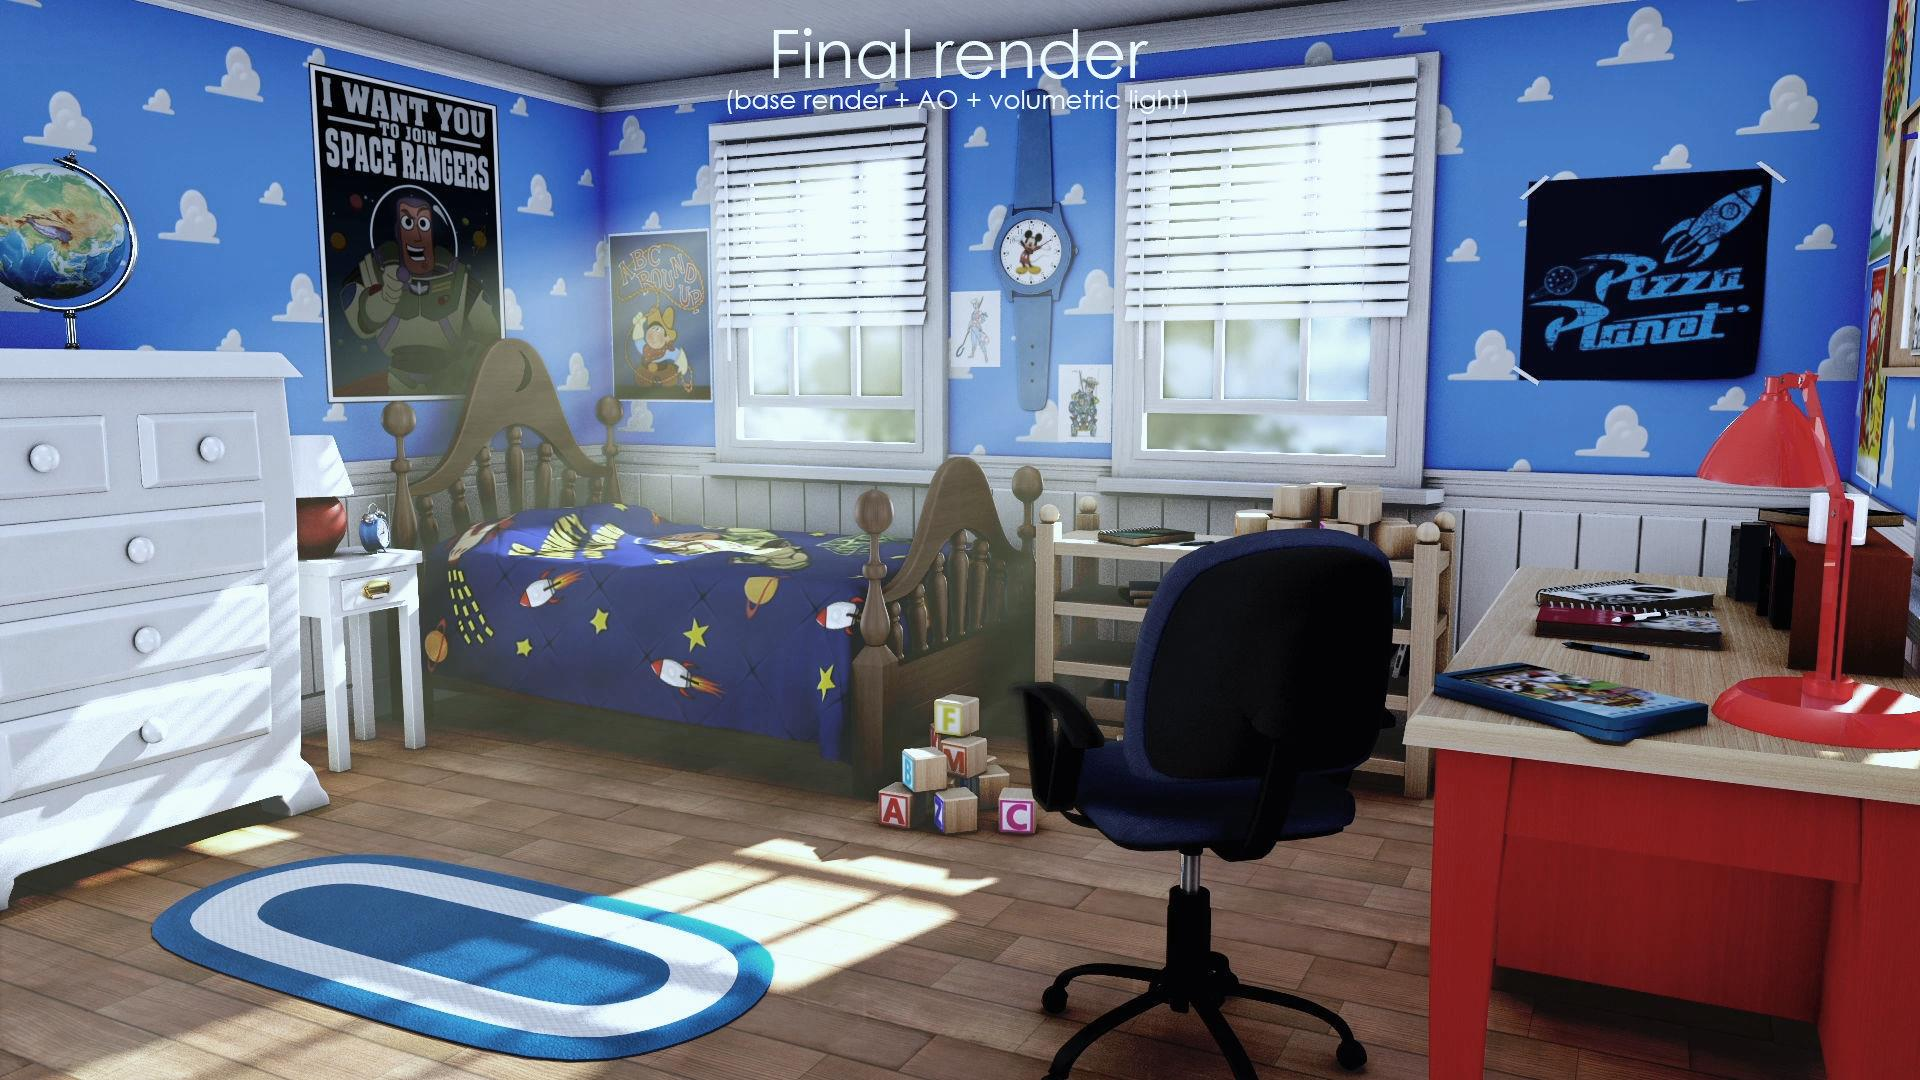 Final render
(base render + AO + volumetric light)
I WANT YOU
TO JOIN
SPACE RANGERS
ABC
ROUND
UP
Pizza
Planet
F
M
B
A
Z
C